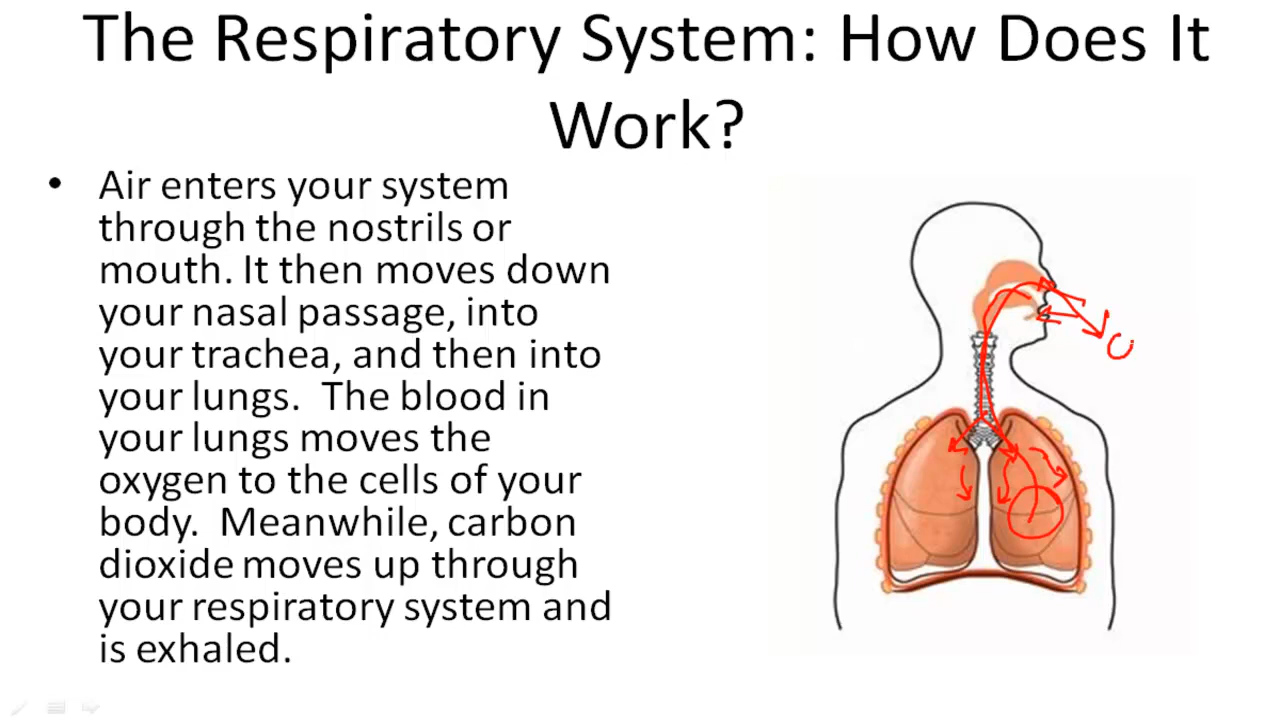 The Respiratory System: How Does It
Work?
• Air enters your system
through the nostrils or
mouth. It then moves down
your nasal passage, into
your trachea, and then into
your lungs.  The blood in
your lungs moves the
oxygen to the cells of your
body.  Meanwhile, carbon
dioxide moves up through
your respiratory system and
is exhaled.